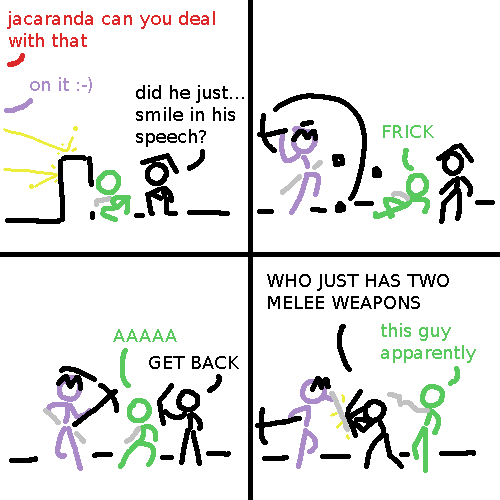 jacaranda can you deal
with that
on it :-)
did he just...
smile in his
speech?
FRICK
AAAAA
GET BACK
WHO JUST HAS TWO
MELEE WEAPONS
this guy
apparently